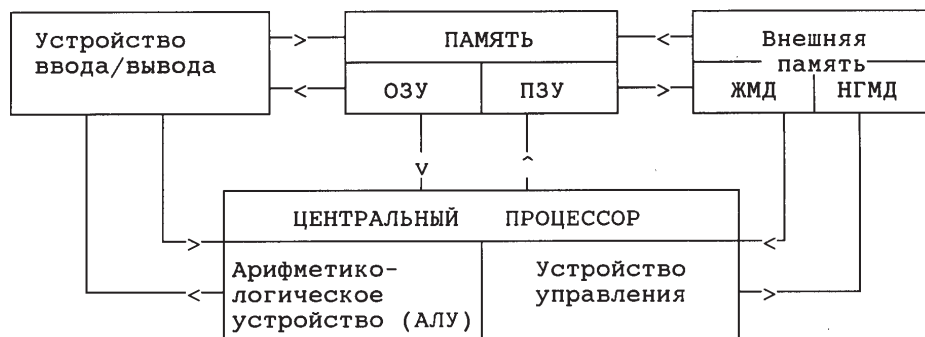 Устройство
ввода/вывода
ПАМЯТЬ
ОЗУ ПЗУ
Внешняя
память
ЖМД НГМД
ЦЕНТРАЛЬНЫЙ ПРОЦЕССОР
Арифметико-
логическое
устройство (АЛУ)
Устройство
управления